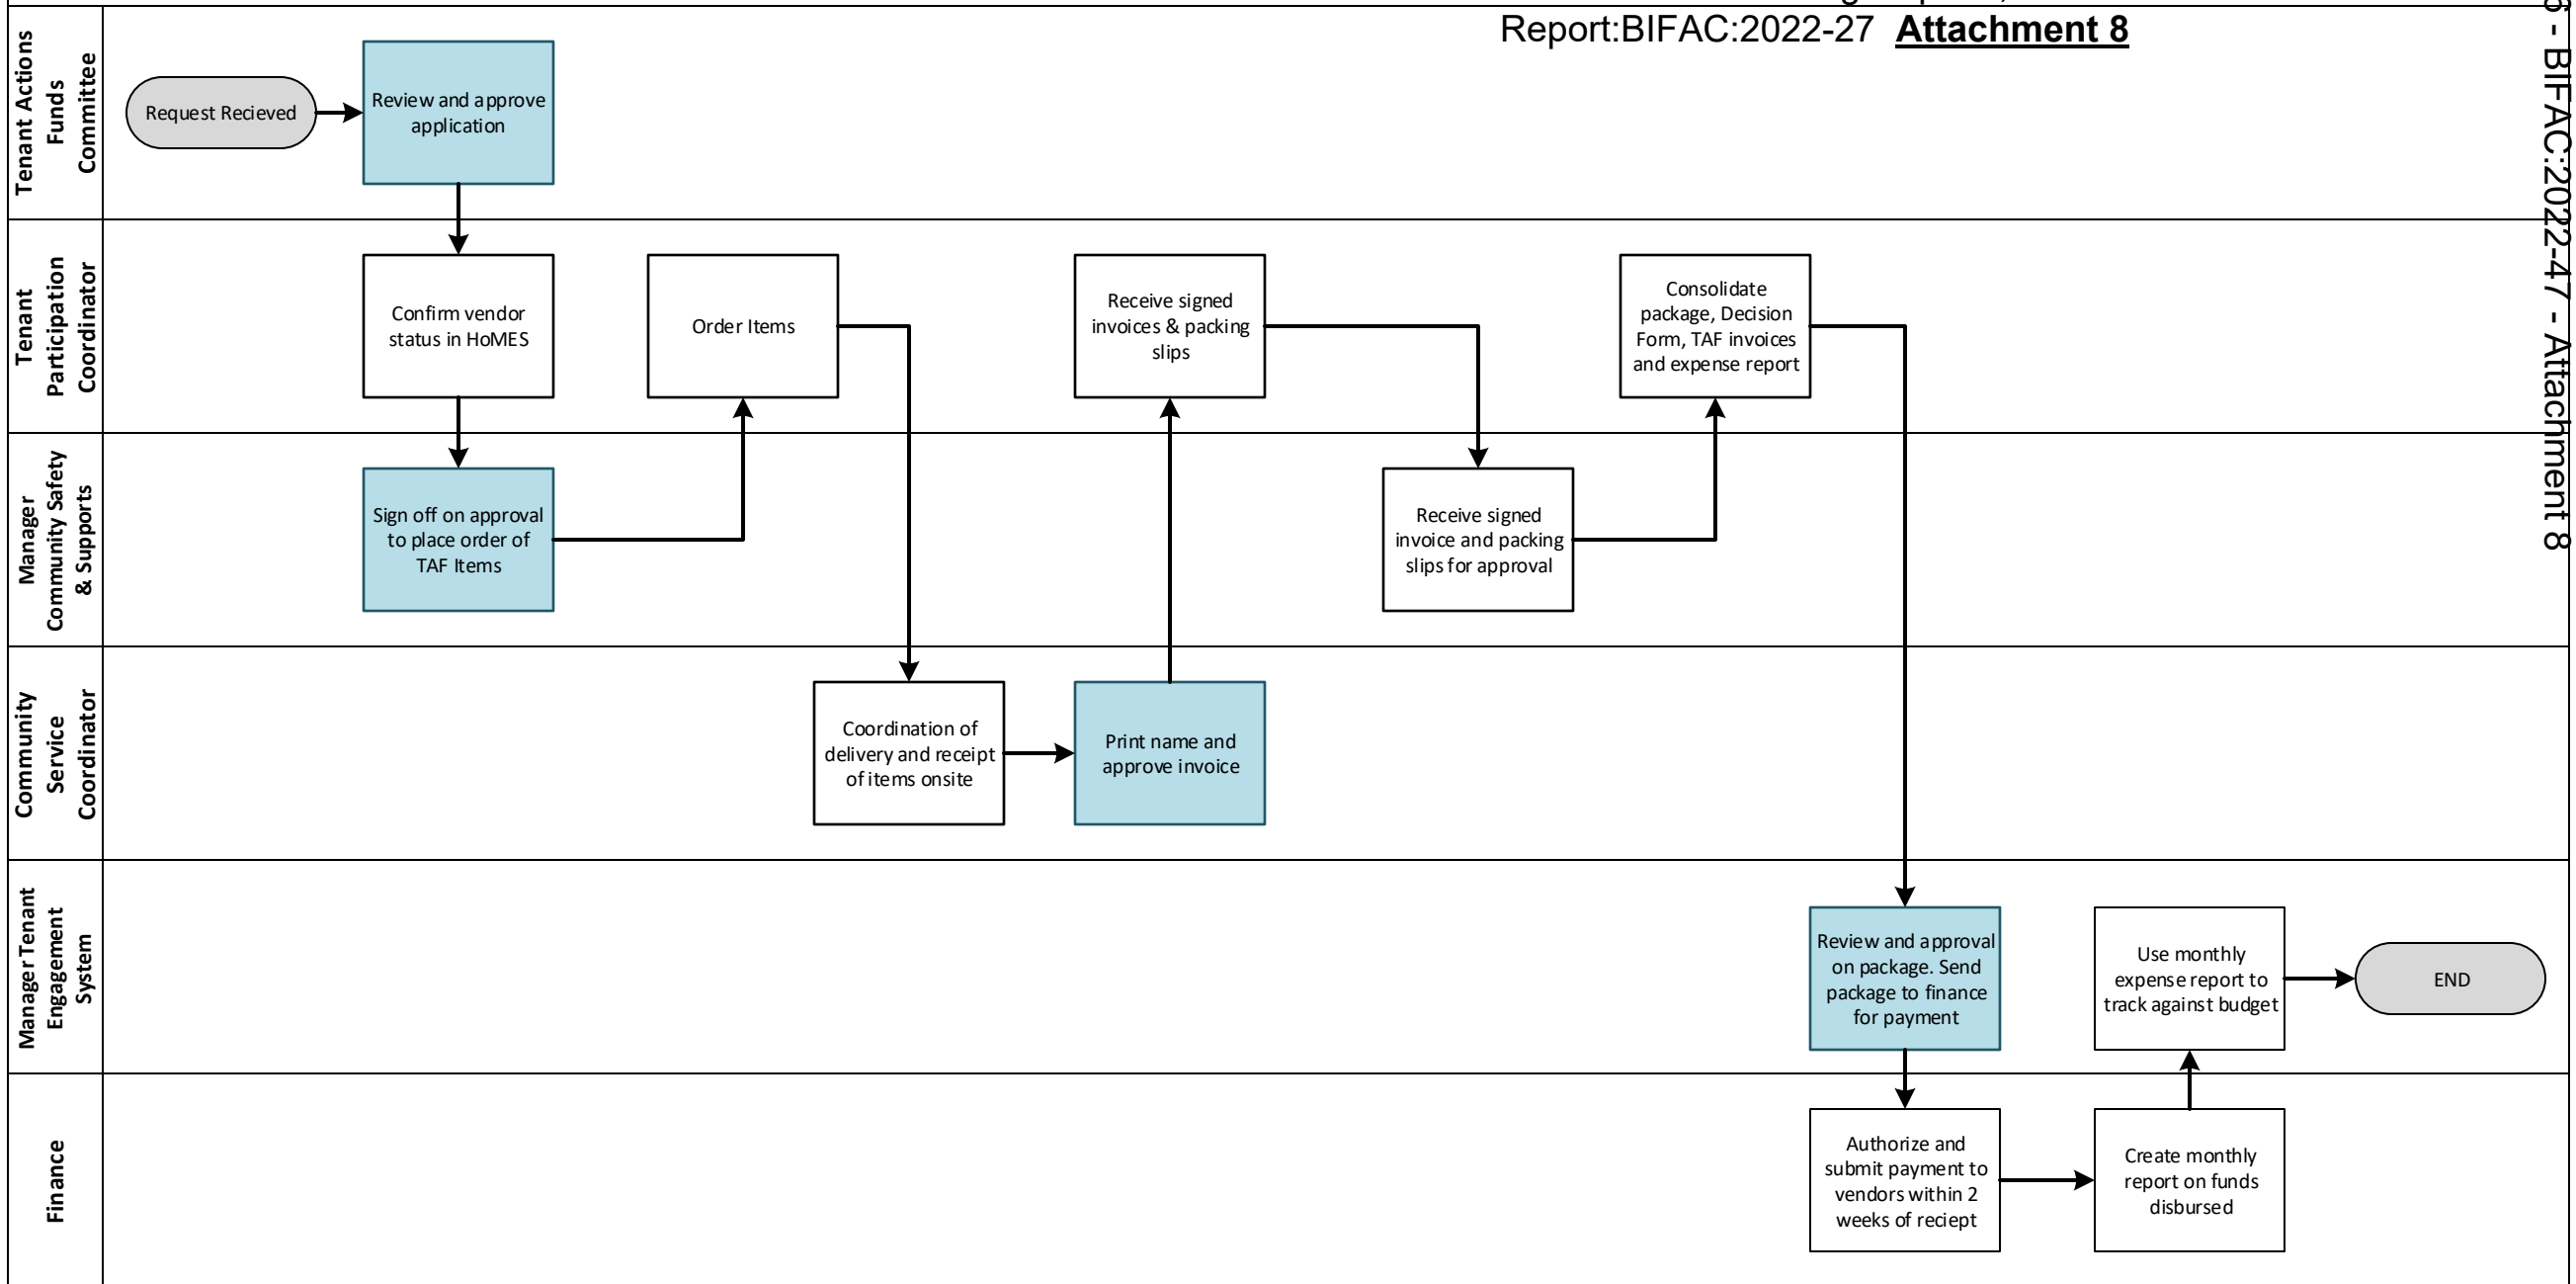 Report:BIFAC:2022-27 Attachment 8
Tenant Actions
Funds
Committee
Request Recieved
Review and approve
application
Tenant
Participation
Coordinator
Confirm vendor
status in HoMES
Order Items
Receive signed
invoices & packing
slips
Consolidate
package, Decision
Form, TAF invoices
and expense report
Manager
Community Safety
& Supports
Sign off on approval
to place order of
TAF Items
Receive signed
invoice and packing
slips for approval
Community
Service
Coordinator
Coordination of
delivery and receipt
of items onsite
Print name and
approve invoice
Manager Tenant
Engagement
System
Review and approval
on package. Send
package to finance
for payment
Use monthly
expense report to
track against budget
END
Finance
Authorize and
submit payment to
vendors within 2
weeks of reciept
Create monthly
report on funds
disbursed
- BIFAC:2022-47 - Attachment 8